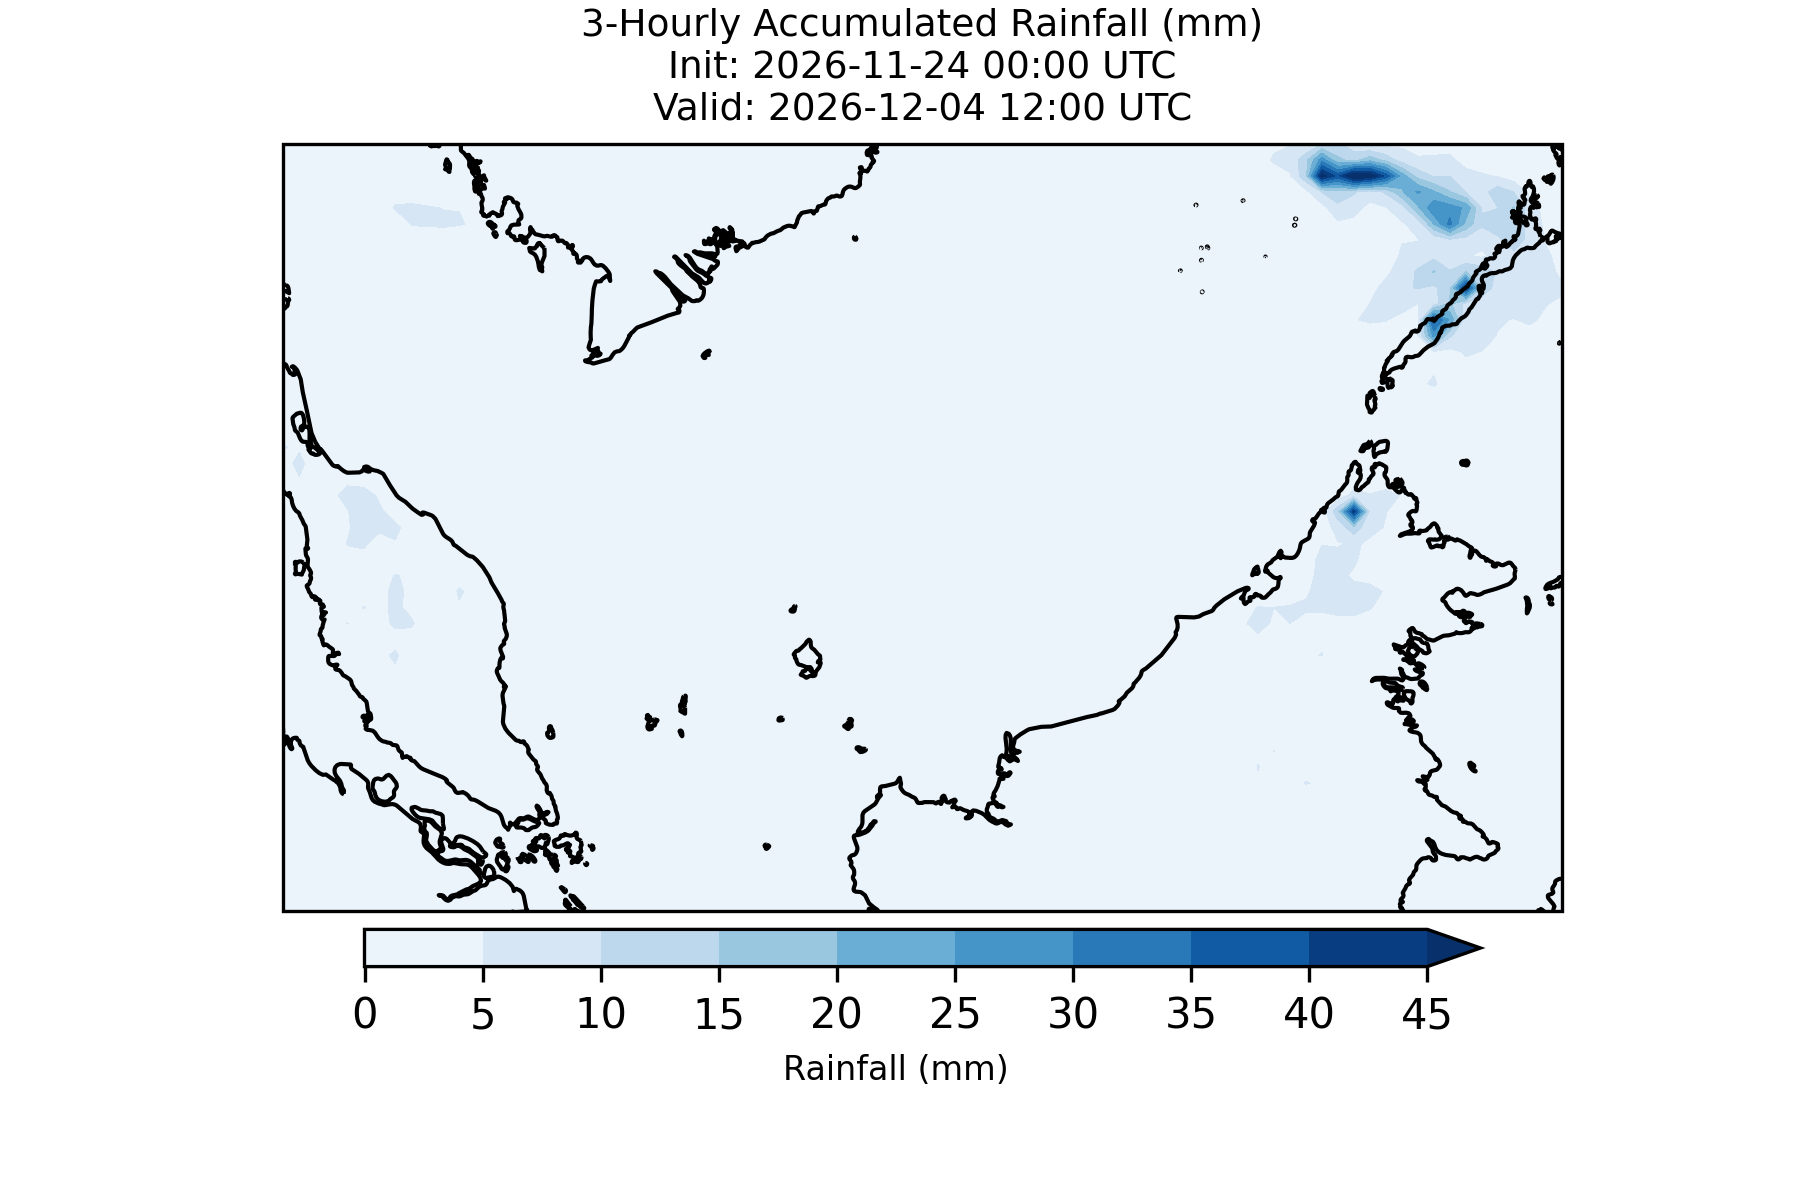 3-Hourly Accumulated Rainfall (mm)
Init: 2026-11-24 00:00 UTC
Valid: 2026-12-04 12:00 UTC
0 5 10 15 20 25 30 35 40 45
Rainfall (mm)